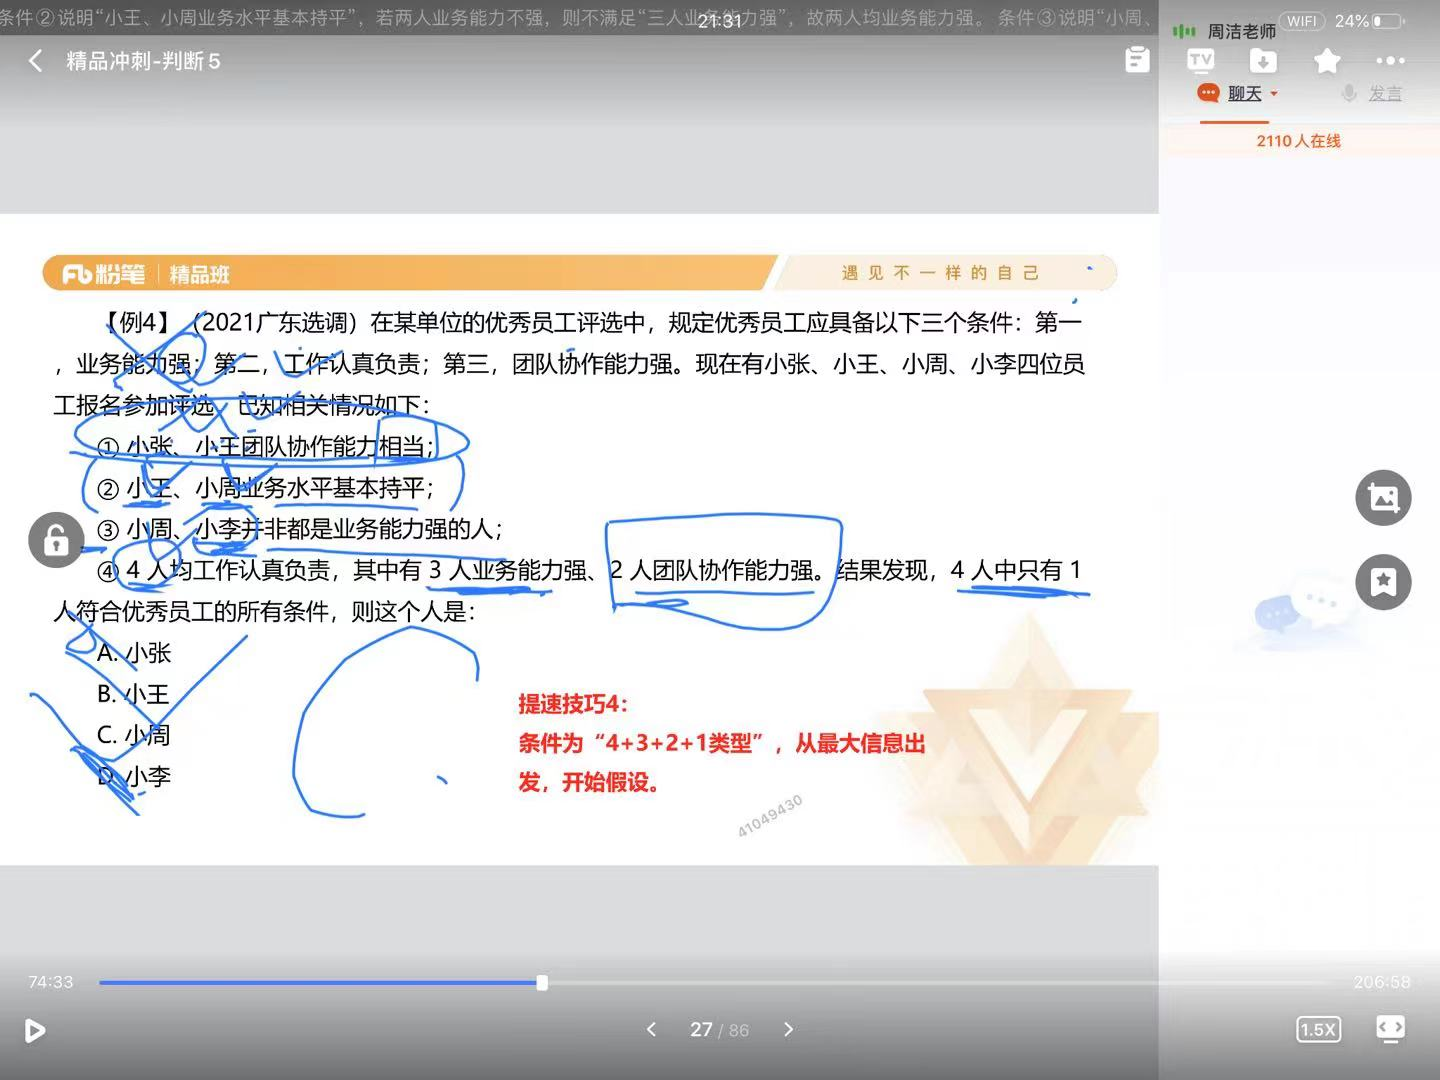 条件②说明“小王、小周业务水平基本持平”，若两人业务能力不强，则不满足“三人业务能力强”，故两人均业务能力强。 条件③说明“小周、
21:31
周洁老师
WIFI
24%
精品冲刺-判断 5
TV
聊天
发言
2110人在线
粉笔 精品班
遇见不一样的自己
【例4】（2021广东选调）在某单位的优秀员工评选中，规定优秀员工应具备以下三个条件：第一
，业务能力强；第二，工作认真负责；第三，团队协作能力强。现在有小张、小王、小周、小李四位员
工报名参加评选，已知相关情况如下：
① 小张、小王团队协作能力相当；
② 小王、小周业务水平基本持平；
③ 小周、小李并非都是业务能力强的人；
④ 4 人均工作认真负责，其中有 3 人业务能力强、2 人团队协作能力强。结果发现，4 人中只有 1
人符合优秀员工的所有条件，则这个人是：
A. 小张
B. 小王
C. 小周
D. 小李
提速技巧4：
条件为“4+3+2+1类型”，从最大信息出
发，开始假设。
41049430
74:33
206:58
27 / 86
1.5X